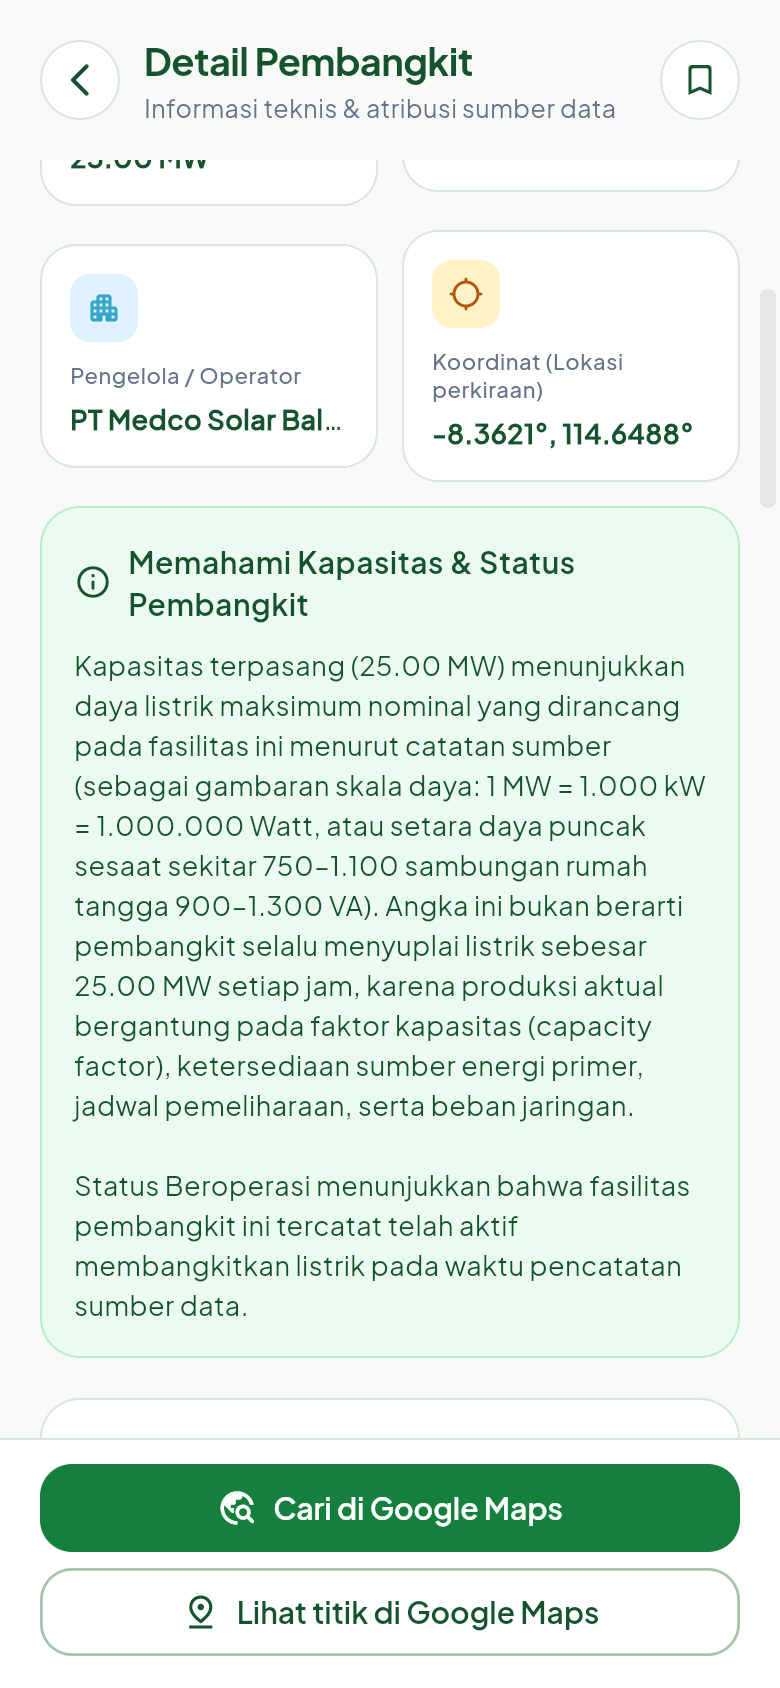 Detail Pembangkit
Informasi teknis & atribusi sumber data
25.00 MW
Pengelola / Operator
PT Medco Solar Bal...
Koordinat (Lokasi
perkiraan)
-8.3621°, 114.6488°
Memahami Kapasitas & Status
Pembangkit
Kapasitas terpasang (25.00 MW) menunjukkan
daya listrik maksimum nominal yang dirancang
pada fasilitas ini menurut catatan sumber
(sebagai gambaran skala daya: 1 MW = 1.000 kW
= 1.000.000 Watt, atau setara daya puncak
sesaat sekitar 750–1.100 sambungan rumah
tangga 900–1.300 VA). Angka ini bukan berarti
pembangkit selalu menyuplai listrik sebesar
25.00 MW setiap jam, karena produksi aktual
bergantung pada faktor kapasitas (capacity
factor), ketersediaan sumber energi primer,
jadwal pemeliharaan, serta beban jaringan.
Status Beroperasi menunjukkan bahwa fasilitas
pembangkit ini tercatat telah aktif
membangkitkan listrik pada waktu pencatatan
sumber data.
Cari di Google Maps
Lihat titik di Google Maps